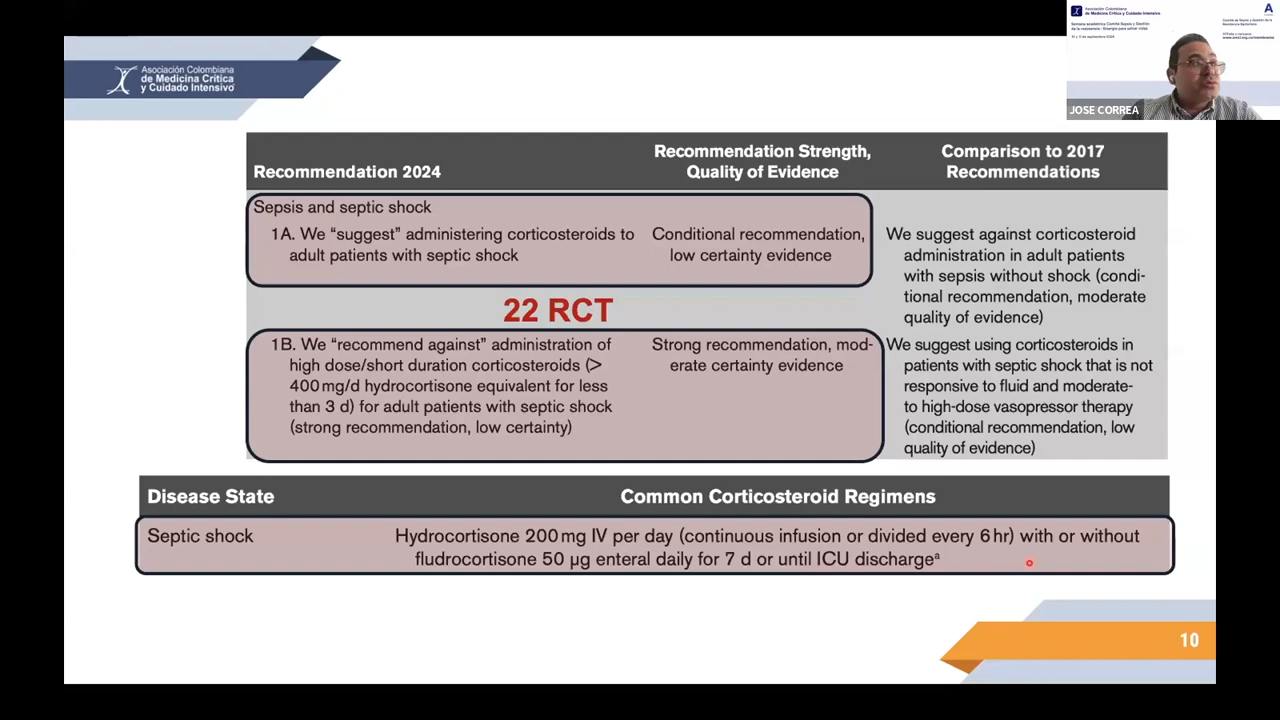 Asociación Colombiana
de Medicina Crítica y Cuidado Intensivo
JOSE CORREA
Asociación Colombiana
de Medicina Crítica
y Cuidado Intensivo
Recommendation 2024
Recommendation Strength,
Quality of Evidence
Comparison to 2017
Recommendations
Sepsis and septic shock
1A. We “suggest” administering corticosteroids to
adult patients with septic shock
Conditional recommendation,
low certainty evidence
We suggest against corticosteroid
administration in adult patients
with sepsis without shock (condi-
tional recommendation, moderate
quality of evidence)
22 RCT
1B. We “recommend against” administration of
high dose/short duration corticosteroids (>
400 mg/d hydrocortisone equivalent for less
than 3 d) for adult patients with septic shock
(strong recommendation, low certainty)
Strong recommendation, mod-
erate certainty evidence
We suggest using corticosteroids in
patients with septic shock that is not
responsive to fluid and moderate-
to high-dose vasopressor therapy
(conditional recommendation, low
quality of evidence)
Disease State
Common Corticosteroid Regimens
Septic shock
Hydrocortisone 200 mg IV per day (continuous infusion or divided every 6 hr) with or without
fludrocortisone 50 µg enteral daily for 7 d or until ICU dischargeᵃ
10